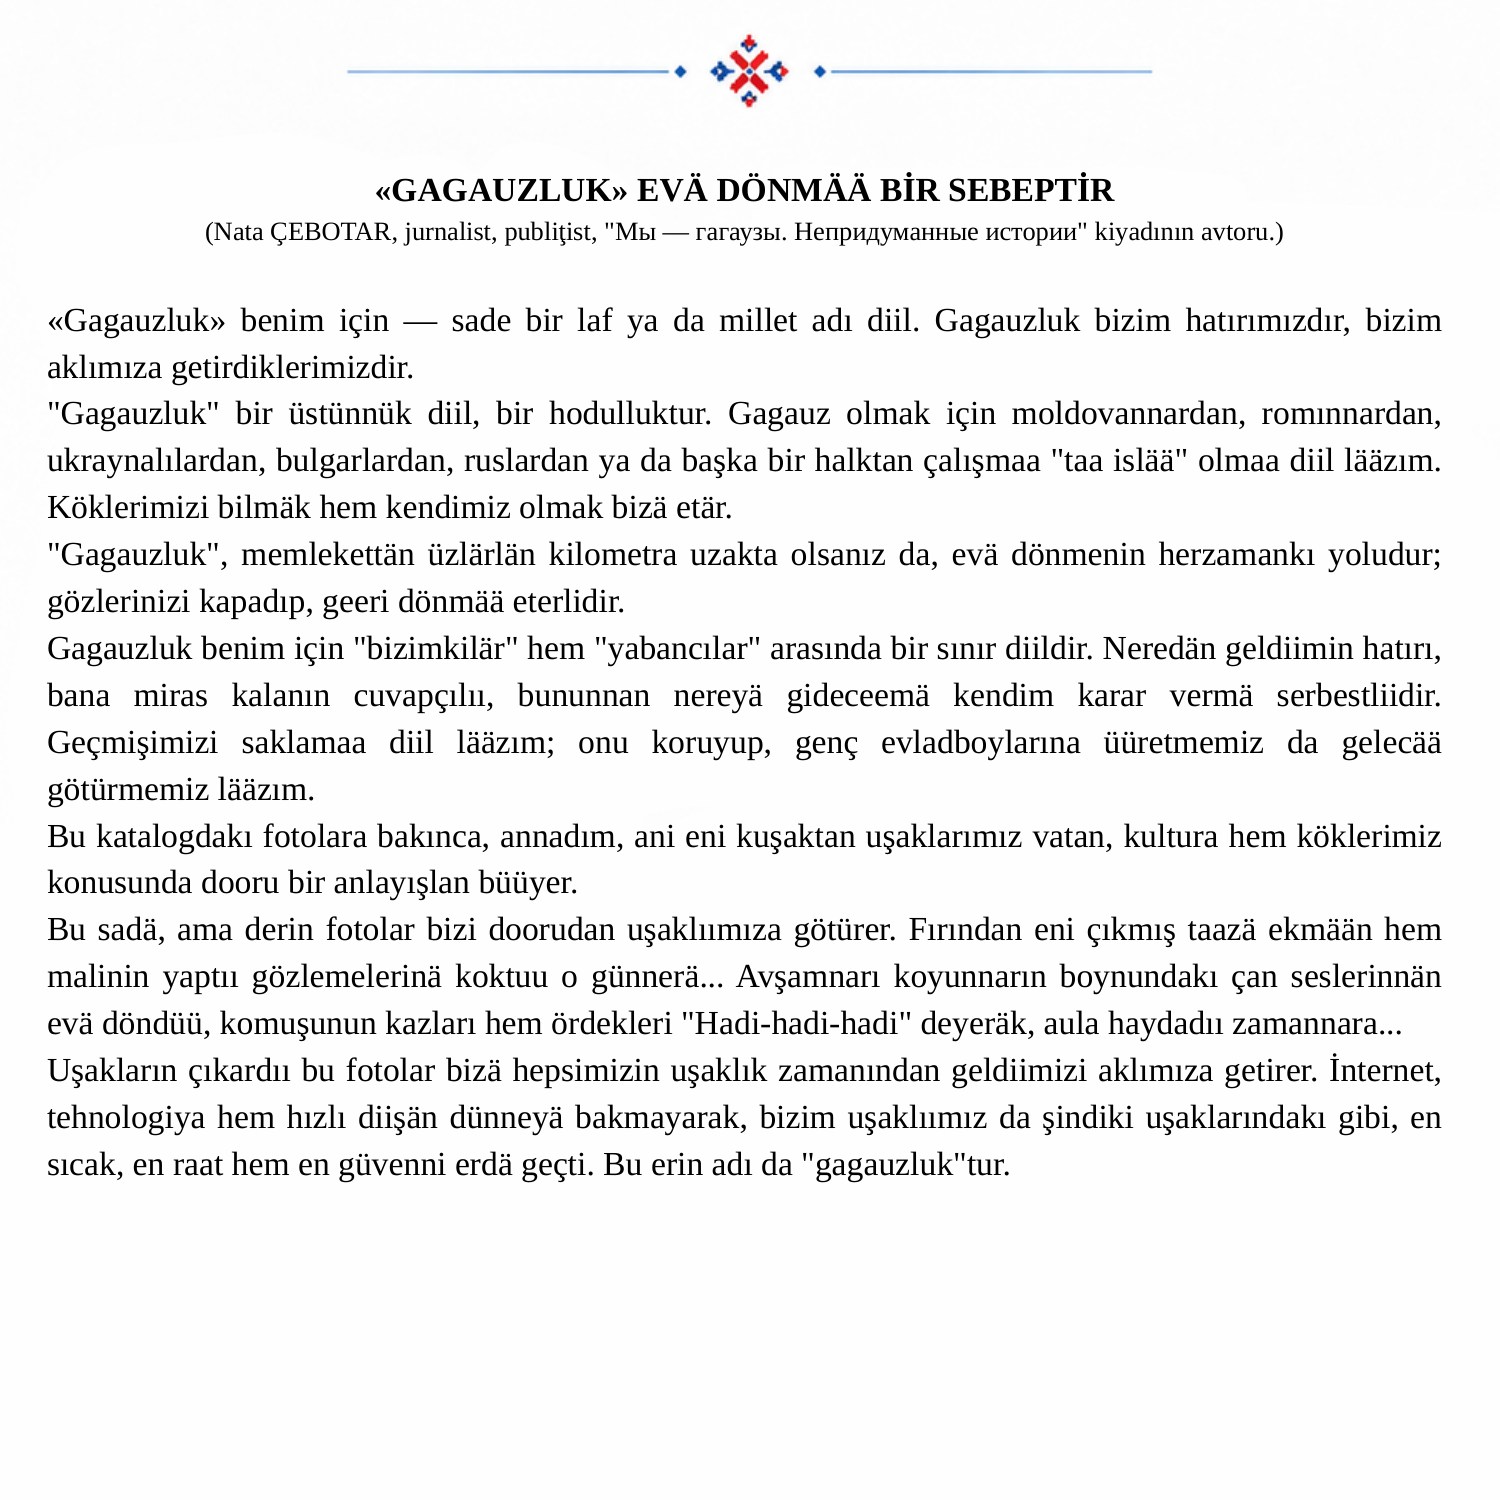 «GAGAUZLUK» EVÄ DÖNMÄÄ BİR SEBEPTİR
(Nata ÇEBOTAR, jurnalist, publiţist, "Мы — гагаузы. Непридуманные истории" kiyadının avtoru.)
«Gagauzluk» benim için — sade bir laf ya da millet adı diil. Gagauzluk bizim hatırımızdır, bizim
aklımıza getirdiklerimizdir.
"Gagauzluk" bir üstünnük diil, bir hodulluktur. Gagauz olmak için moldovannardan, romınnardan,
ukraynalılardan, bulgarlardan, ruslardan ya da başka bir halktan çalışmaa "taa islää" olmaa diil lääzım.
Köklerimizi bilmäk hem kendimiz olmak bizä etär.
"Gagauzluk", memlekettän üzlärlän kilometra uzakta olsanız da, evä dönmenin herzamankı yoludur;
gözlerinizi kapadıp, geeri dönmää eterlidir.
Gagauzluk benim için "bizimkilär" hem "yabancılar" arasında bir sınır diildir. Neredän geldiimin hatırı,
bana miras kalanın cuvapçılıı, bununnan nereyä gideceemä kendim karar vermä serbestliidir.
Geçmişimizi saklamaa diil lääzım; onu koruyup, genç evladboylarına üüretmemiz da gelecää
götürmemiz lääzım.
Bu katalogdakı fotolara bakınca, annadım, ani eni kuşaktan uşaklarımız vatan, kultura hem köklerimiz
konusunda dooru bir anlayışlan büüyer.
Bu sadä, ama derin fotolar bizi doorudan uşaklıımıza götürer. Fırından eni çıkmış taazä ekmään hem
malinin yaptıı gözlemelerinä koktuu o günnerä... Avşamnarı koyunnarın boynundakı çan seslerinnän
evä döndüü, komuşunun kazları hem ördekleri "Hadi-hadi-hadi" deyeräk, aula haydadıı zamannara...
Uşakların çıkardıı bu fotolar bizä hepsimizin uşaklık zamanından geldiimizi aklımıza getirer. İnternet,
tehnologiya hem hızlı diişän dünneyä bakmayarak, bizim uşaklıımız da şindiki uşaklarındakı gibi, en
sıcak, en raat hem en güvenni erdä geçti. Bu erin adı da "gagauzluk"tur.